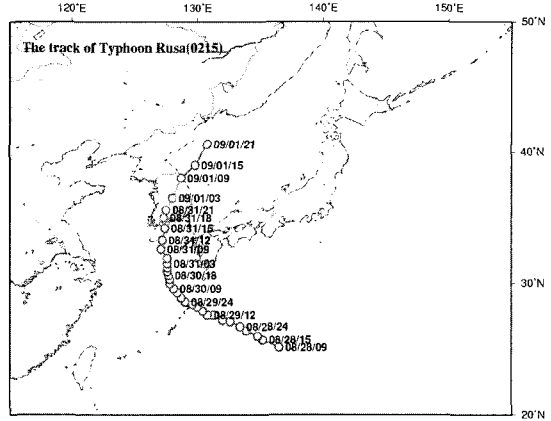 120°E 130°E 140°E 150°E
50°N
The track of Typhoon Rusa(0215)
09/01/21
40°N
09/01/15
09/01/09
09/01/03
08/31/21
08/31/18
08/31/15
08/31/12
08/31/09
08/31/03
08/30/18
30°N
08/30/09
08/29/24
08/29/12
08/28/24
08/28/15
08/28/09
20°N